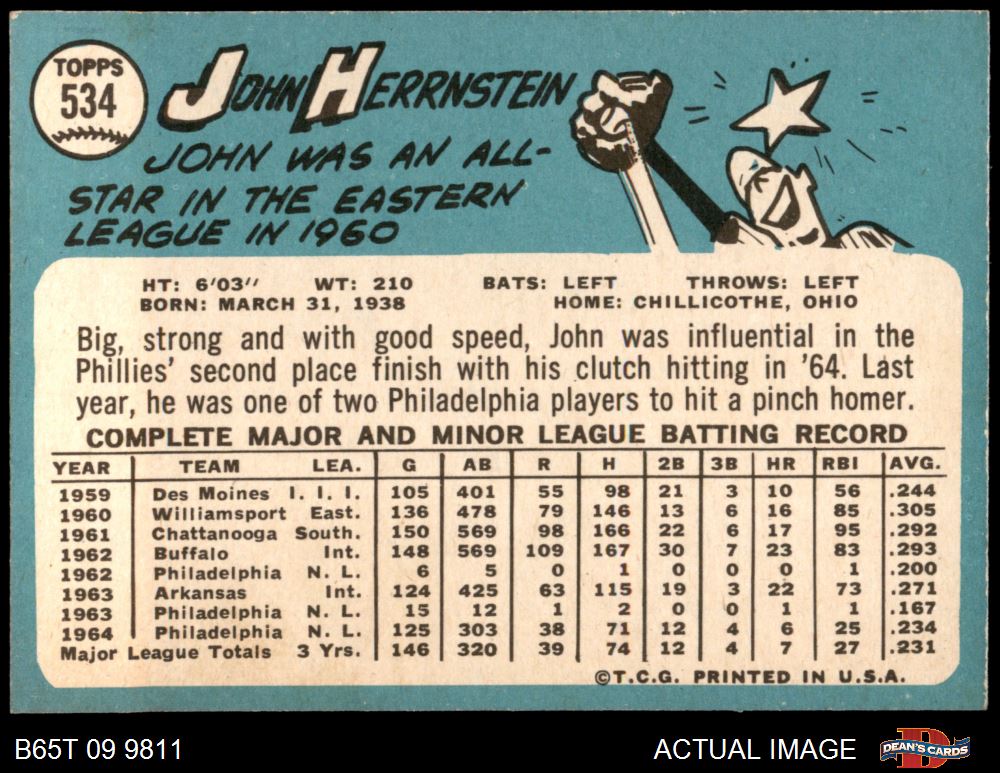 TOPPS
534
JOHN HERRNSTEIN
JOHN WAS AN ALL-
STAR IN THE EASTERN
LEAGUE IN 1960
HT: 6'03" WT: 210 BATS: LEFT THROWS: LEFT
BORN: MARCH 31, 1938 HOME: CHILLICOTHE, OHIO
Big, strong and with good speed, John was influential in the
Phillies' second place finish with his clutch hitting in '64. Last
year, he was one of two Philadelphia players to hit a pinch homer.
COMPLETE MAJOR AND MINOR LEAGUE BATTING RECORD
YEAR TEAM LEA. G AB R H 2B 3B HR RBI AVG.
1959 Des Moines I. I. I. 105 401 55 98 21 3 10 56 .244
1960 Williamsport East. 136 478 79 146 13 6 16 85 .305
1961 Chattanooga South. 150 569 98 166 22 6 17 95 .292
1962 Buffalo Int. 148 569 109 167 30 7 23 83 .293
1962 Philadelphia N. L. 6 5 0 1 0 0 0 1 .200
1963 Arkansas Int. 124 425 63 115 19 3 22 73 .271
1963 Philadelphia N. L. 15 12 1 2 0 0 1 1 .167
1964 Philadelphia N. L. 125 303 38 71 12 4 6 25 .234
Major League Totals 3 Yrs. 146 320 39 74 12 4 7 27 .231
©T.C.G. PRINTED IN U.S.A.
B65T 09 9811 ACTUAL IMAGE DEAN'S CARDS